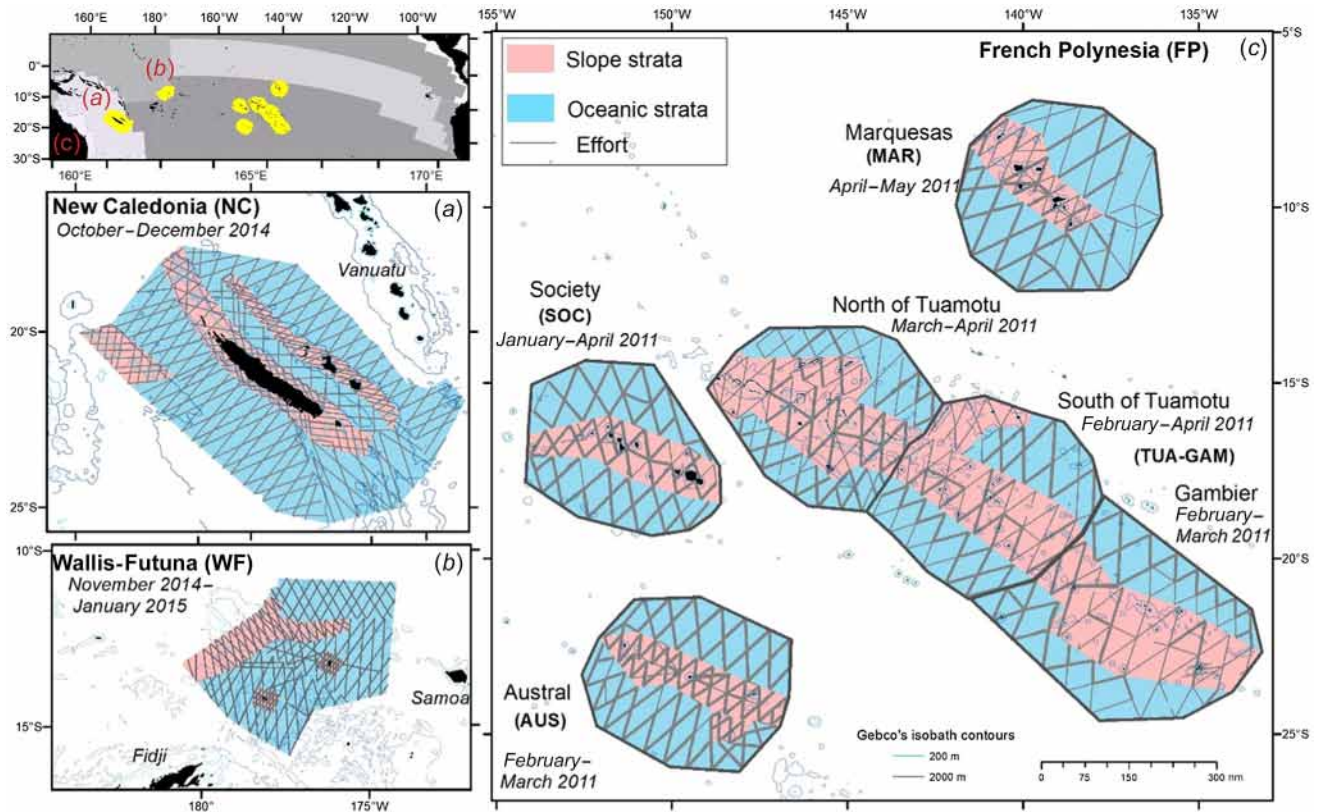 160°E 180° 160°W 140°W 120°W 100°W
0°
10°S
20°S
30°S
(a)
(b)
(c)
160°E 165°E 170°E
New Caledonia (NC)
(a)
October–December 2014
Vanuatu
20°S
25°S
10°S
Wallis-Futuna (WF)
(b)
November 2014–
January 2015
Samoa
15°S
Fidji
180° 175°W
155°W 150°W 145°W 140°W 135°W
5°S
10°S
15°S
20°S
25°S
Slope strata
Oceanic strata
Effort
French Polynesia (FP)
(c)
Marquesas
(MAR)
April–May 2011
Society
(SOC)
January–April 2011
North of Tuamotu
March–April 2011
South of Tuamotu
February–April 2011
(TUA-GAM)
Gambier
February–
March 2011
Austral
(AUS)
February–
March 2011
Gebco's isobath contours
200 m
2000 m
0 75 150 300 nm